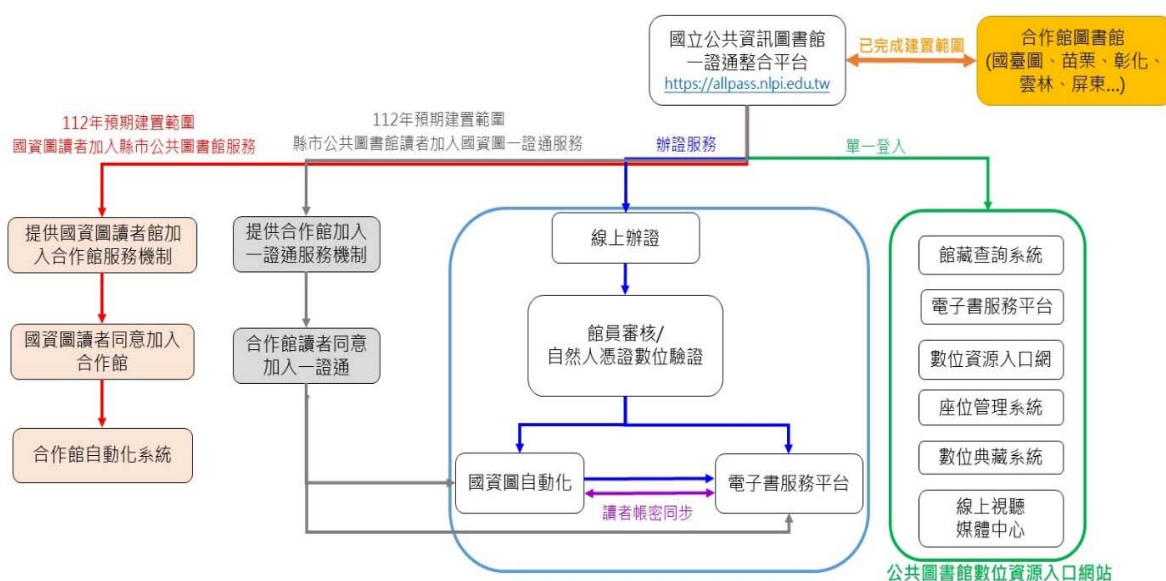 國立公共資訊圖書館
一證通整合平台
https://allpass.nlpi.edu.tw
已完成建置範圍
合作館圖書館
(國臺圖、苗栗、彰化、
雲林、屏東...)
112年預期建置範圍
國資圖讀者加入縣市公共圖書館服務
112年預期建置範圍
縣市公共圖書館讀者加入國資圖一證通服務
辦證服務
單一登入
提供國資圖讀者館加
入合作館服務機制
國資圖讀者同意加入
合作館
合作館自動化系統
提供合作館加入
一證通服務機制
合作館讀者同意
加入一證通
線上辦證
館員審核/
自然人憑證數位驗證
國資圖自動化
電子書服務平台
讀者帳密同步
館藏查詢系統
電子書服務平台
數位資源入口網
座位管理系統
數位典藏系統
線上視聽
媒體中心
公共圖書館數位資源入口網站